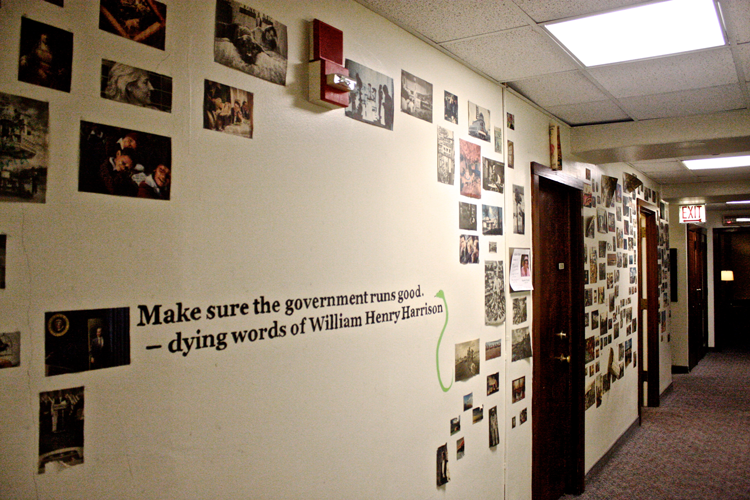 Make sure the government runs good.
– dying words of William Henry Harrison
EXIT